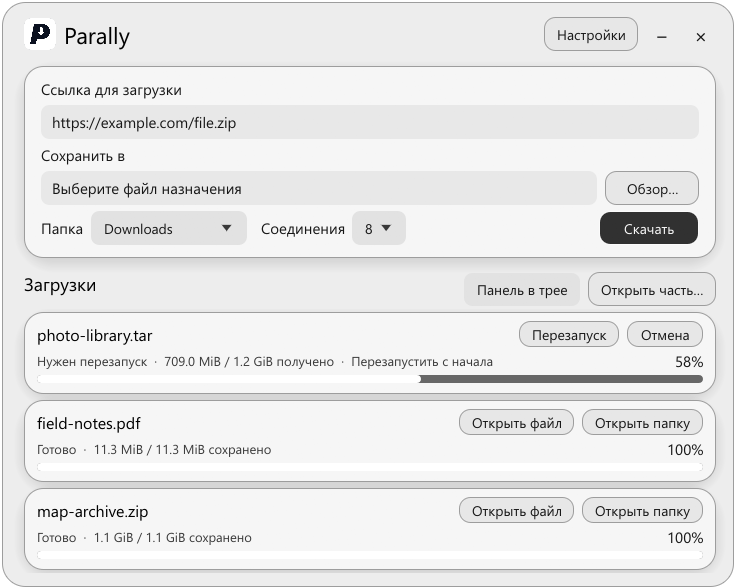 Parally
Настройки
Ссылка для загрузки
https://example.com/file.zip
Сохранить в
Выберите файл назначения
Обзор...
Папка Downloads Соединения 8 Скачать
Загрузки Панель в трее Открыть часть...
photo-library.tar Перезапуск Отмена
Нужен перезапуск · 709.0 MiB / 1.2 GiB получено · Перезапустить с начала 58%
field-notes.pdf Открыть файл Открыть папку
Готово · 11.3 MiB / 11.3 MiB сохранено 100%
map-archive.zip Открыть файл Открыть папку
Готово · 1.1 GiB / 1.1 GiB сохранено 100%